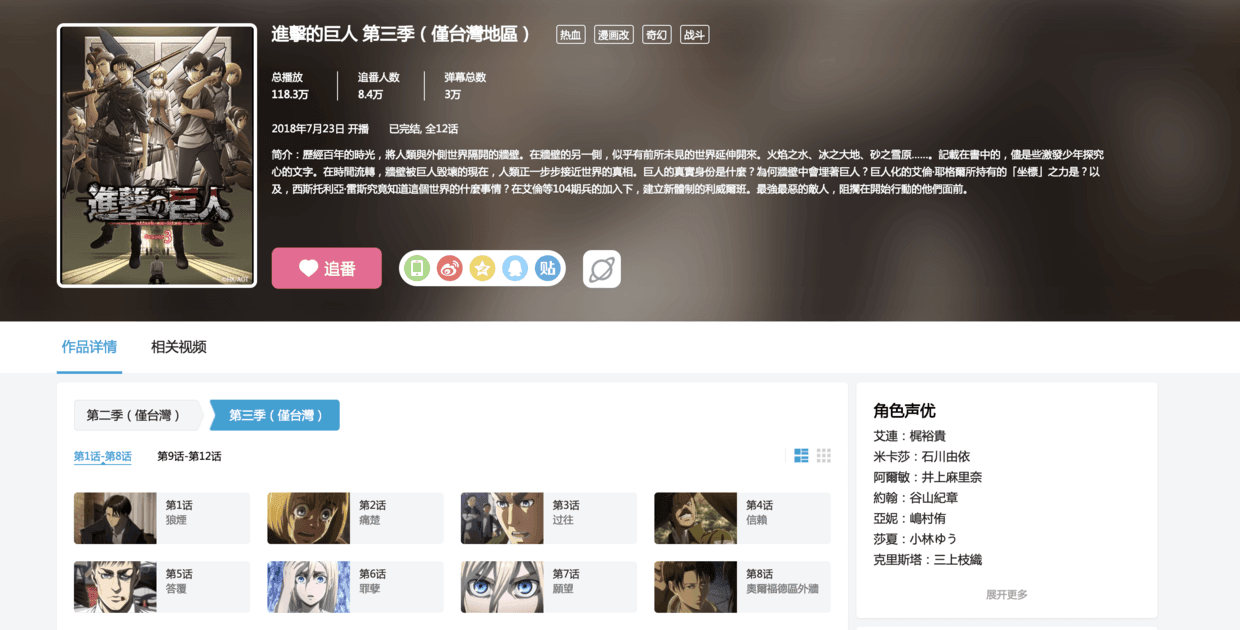 進擊的巨人 第三季（僅台灣地區） 热血 漫画改 奇幻 战斗
总播放 追番人数 弹幕总数
118.3万 8.4万 3万
2018年7月23日 开播 已完结, 全12话
简介：歷經百年的時光，將人類與外側世界隔開的牆壁。在牆壁的另一側，似乎有前所未見的世界延伸開來。火焰之水、冰之大地、砂之雪原……。記載在書中的，儘是些激發少年探究
心的文字。在時間流轉，牆壁被巨人毀壞的現在，人類正一步步接近世界的真相。巨人的真實身份是什麼？為何牆壁中會埋著巨人？巨人化的艾倫·耶格爾所持有的「坐標」之力是？以
及，西斯托利亞·雷斯究竟知道這個世界的什麼事情？在艾倫等104期兵的加入下，建立新體制的利威爾班。最強最惡的敵人，阻攔在開始行動的他們面前。
進撃の巨人
追番
贴
作品详情 相关视频
第二季（僅台灣） 第三季（僅台灣）
第1话-第8话 第9话-第12话
第1话 第2话 第3话 第4话
狼煙 痛楚 过往 信賴
第5话 第6话 第7话 第8话
答覆 罪孽 願望 奧爾福德區外牆
角色声优
艾連：梶裕貴
米卡莎：石川由依
阿爾敏：井上麻里奈
約翰：谷山紀章
亞妮：嶋村侑
莎夏：小林ゆう
克里斯塔：三上枝織
展开更多